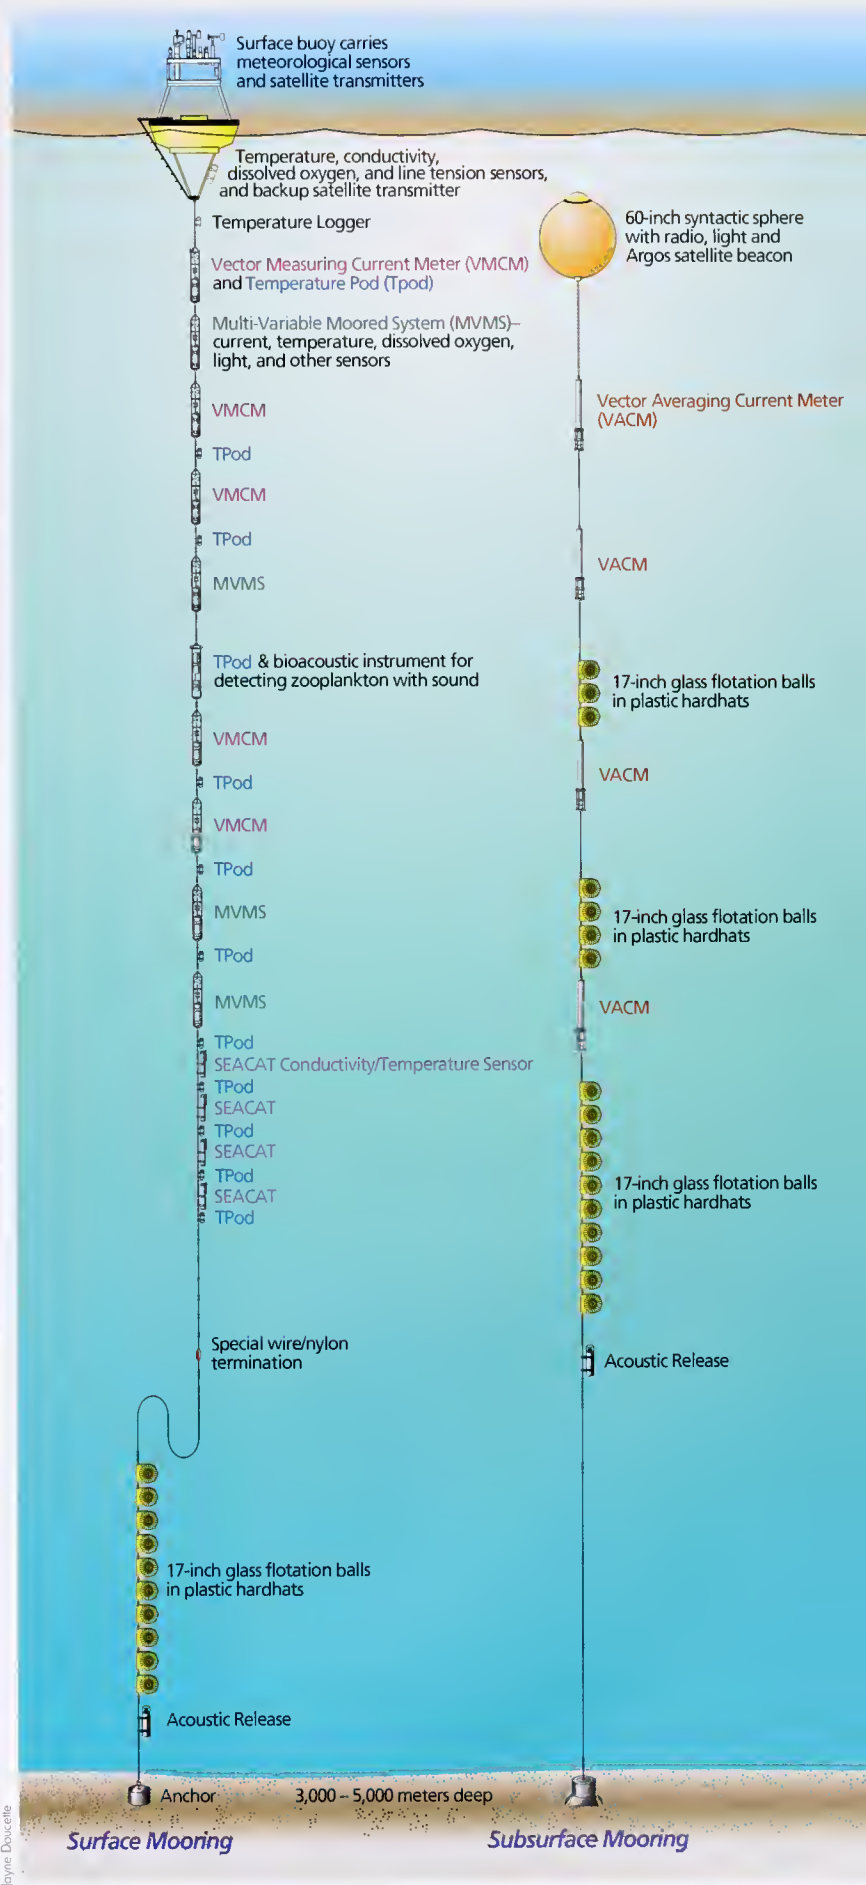 Surface buoy carries
meteorological sensors
and satellite transmitters
Temperature, conductivity,
dissolved oxygen, and line tension sensors,
and backup satellite transmitter
Temperature Logger
Vector Measuring Current Meter (VMCM)
and Temperature Pod (Tpod)
Multi-Variable Moored System (MVMS)–
current, temperature, dissolved oxygen,
light, and other sensors
VMCM
TPod
VMCM
TPod
MVMS
TPod & bioacoustic instrument for
detecting zooplankton with sound
VMCM
TPod
VMCM
TPod
MVMS
TPod
MVMS
TPod
SEACAT Conductivity/Temperature Sensor
TPod
SEACAT
TPod
SEACAT
TPod
SEACAT
TPod
Special wire/nylon
termination
17-inch glass flotation balls
in plastic hardhats
Acoustic Release
Anchor
3,000 – 5,000 meters deep
Surface Mooring
60-inch syntactic sphere
with radio, light and
Argos satellite beacon
Vector Averaging Current Meter
(VACM)
VACM
17-inch glass flotation balls
in plastic hardhats
VACM
17-inch glass flotation balls
in plastic hardhats
VACM
17-inch glass flotation balls
in plastic hardhats
Acoustic Release
Subsurface Mooring
Jayne Doucette